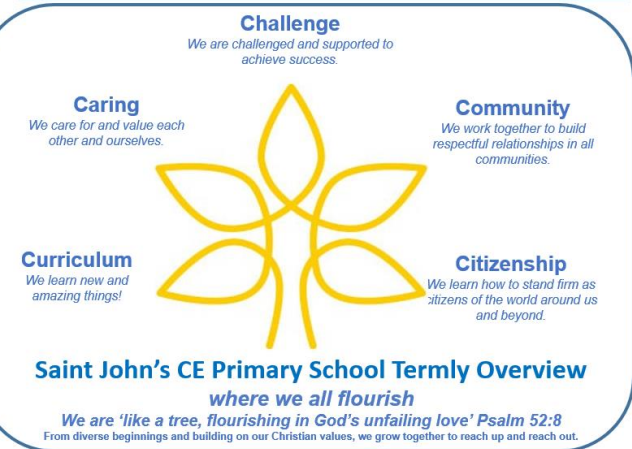 Challenge
We are challenged and supported to
achieve success.
Caring
We care for and value each
other and ourselves.
Community
We work together to build
respectful relationships in all
communities.
Curriculum
We learn new and
amazing things!
Citizenship
We learn how to stand firm as
citizens of the world around us
and beyond.
Saint John's CE Primary School Termly Overview
where we all flourish
We are 'like a tree, flourishing in God's unfailing love' Psalm 52:8
From diverse beginnings and building on our Christian values, we grow together to reach up and reach out.